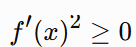 f′(x)² ≥ 0